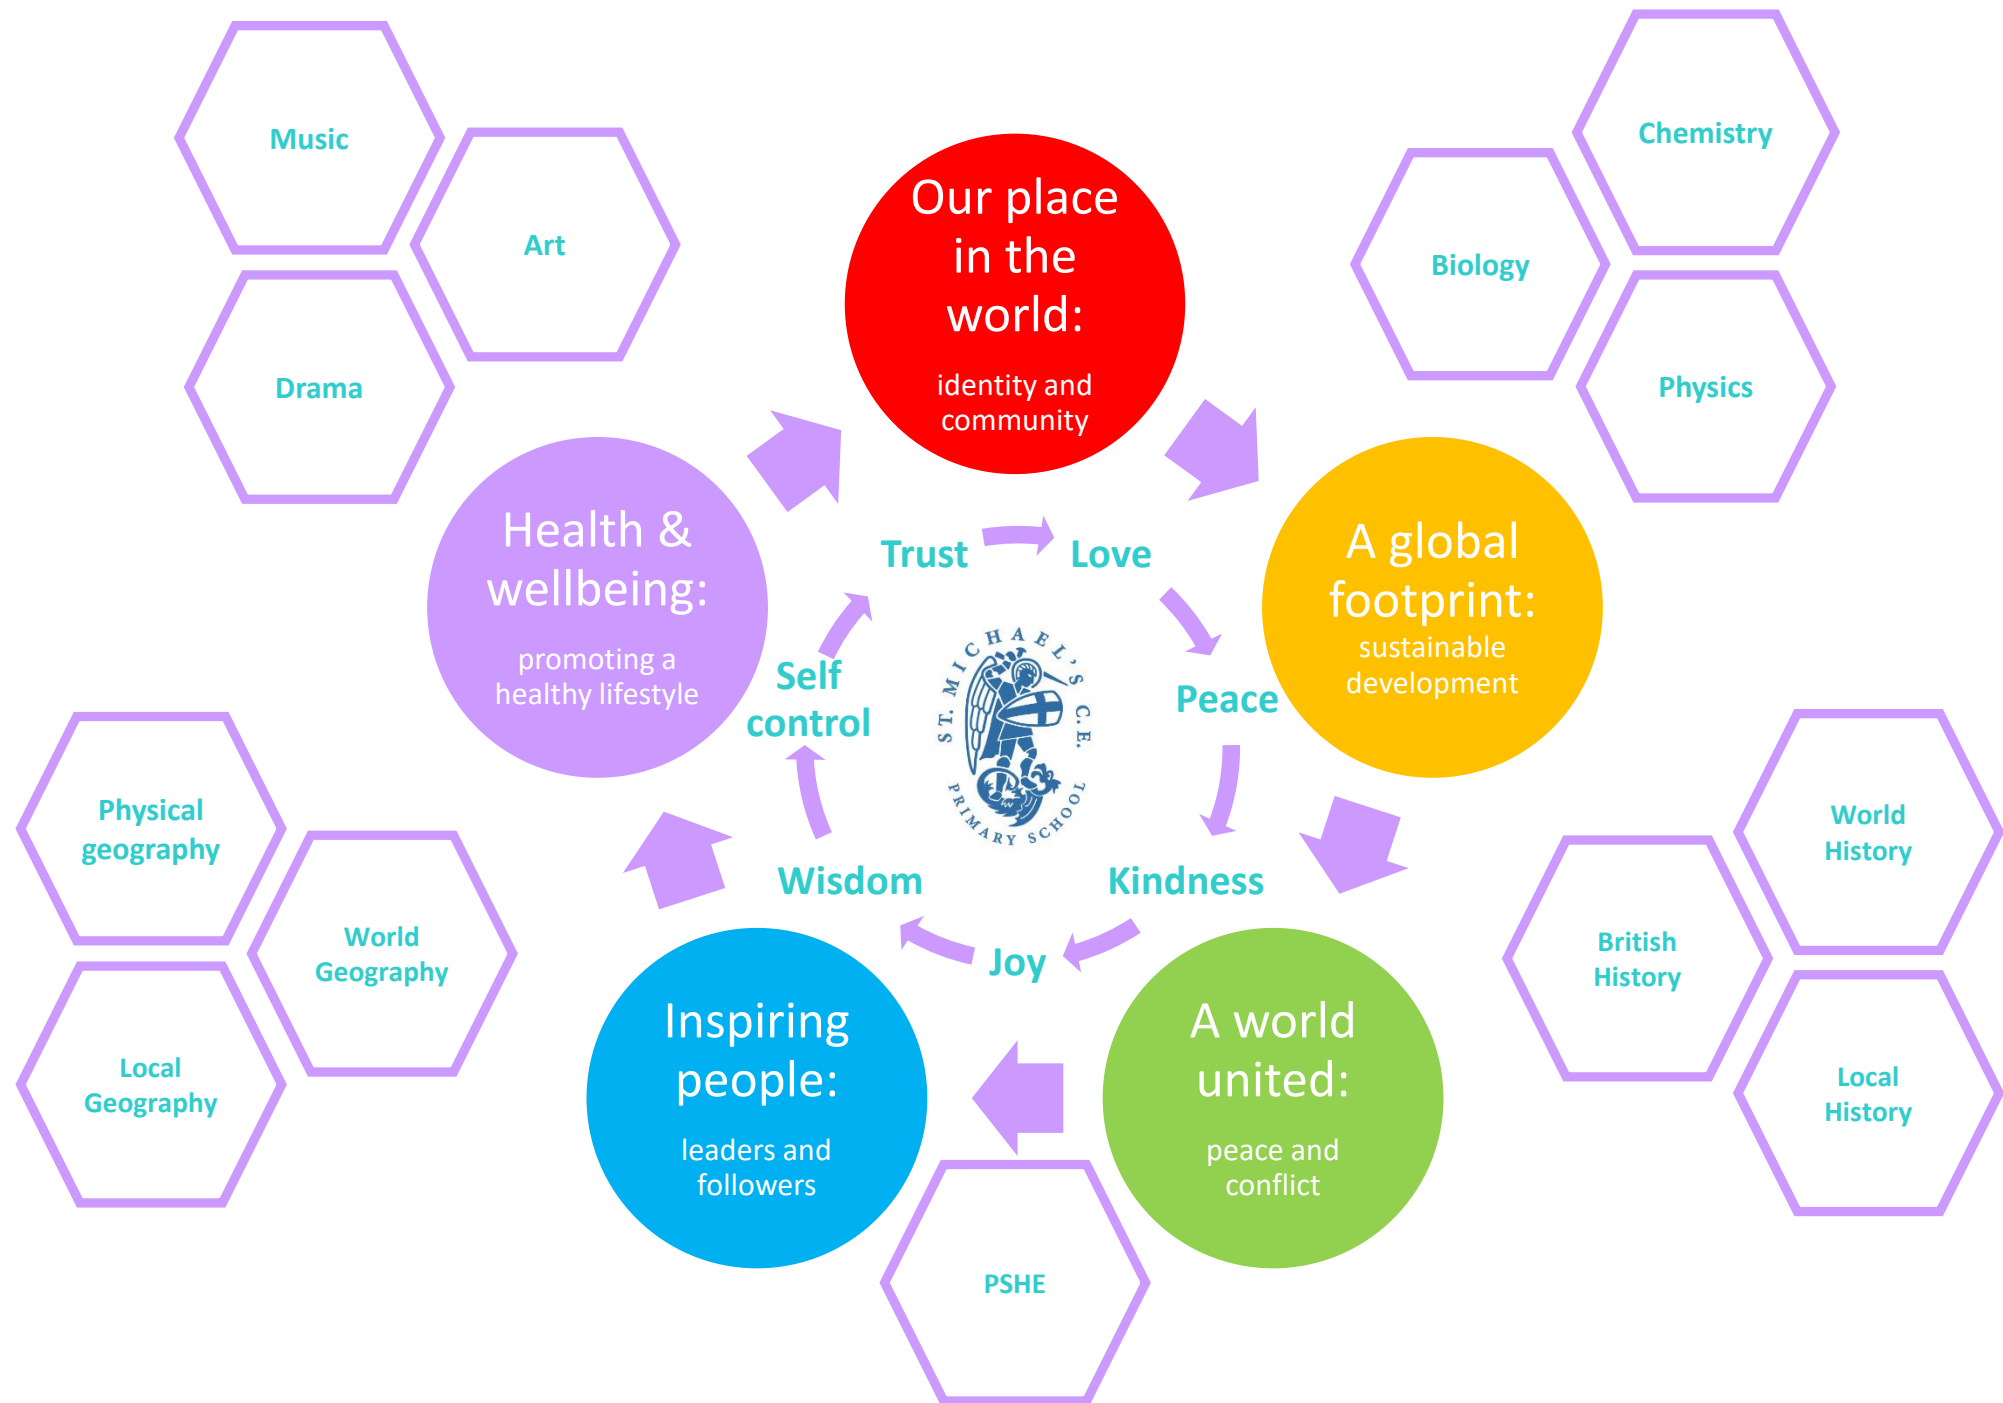 Music
Art
Drama
Chemistry
Biology
Physics
Our place
in the
world:
identity and
community
A global
footprint:
sustainable
development
A world
united:
peace and
conflict
Inspiring
people:
leaders and
followers
Health &
wellbeing:
promoting a
healthy lifestyle
Trust
Love
Peace
Kindness
Joy
Wisdom
Self
control
ST. MICHAEL'S C.E.
PRIMARY SCHOOL
Physical
geography
World
Geography
Local
Geography
World
History
British
History
Local
History
PSHE